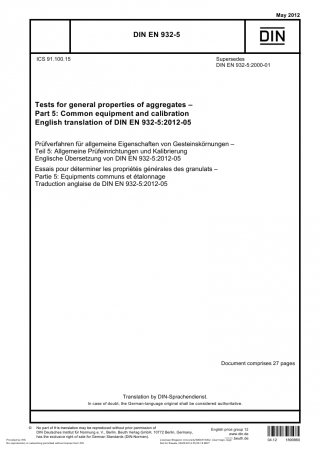 May 2012
DIN EN 932-5
DIN
ICS 91.100.15
Supersedes
DIN EN 932-5:2000-01
Tests for general properties of aggregates –
Part 5: Common equipment and calibration
English translation of DIN EN 932-5:2012-05
Prüfverfahren für allgemeine Eigenschaften von Gesteinskörnungen –
Teil 5: Allgemeine Prüfeinrichtungen und Kalibrierung
Englische Übersetzung von DIN EN 932-5:2012-05
Essais pour déterminer les propriétés générales des granulats –
Partie 5: Equipments communs et étalonnage
Traduction anglaise de DIN EN 932-5:2012-05
Document comprises 27 pages
Translation by DIN-Sprachendienst.
In case of doubt, the German-language original shall be considered authoritative.
© No part of this translation may be reproduced without prior permission of
DIN Deutsches Institut für Normung e. V., Berlin. Beuth Verlag GmbH, 10772 Berlin, Germany,
has the exclusive right of sale for German Standards (DIN-Normen).
English price group 12
www.din.de
www.beuth.de
04.12